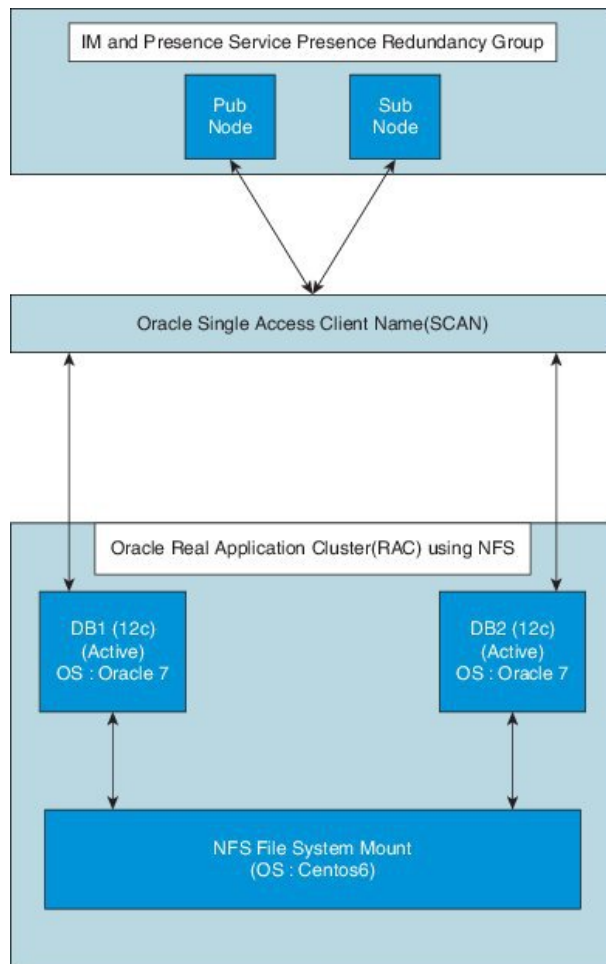 IM and Presence Service Presence Redundancy Group
Pub
Node
Sub
Node
Oracle Single Access Client Name(SCAN)
Oracle Real Application Cluster(RAC) using NFS
DB1 (12c)
(Active)
OS : Oracle 7
DB2 (12c)
(Active)
OS : Oracle 7
NFS File System Mount
(OS : Centos6)